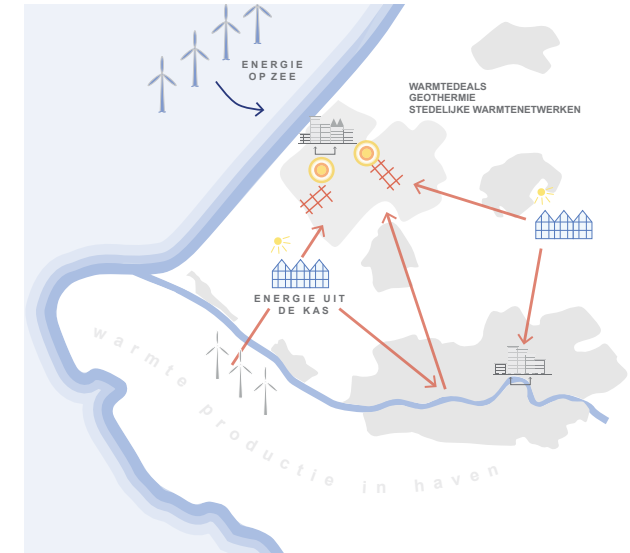 ENERGIE
OP ZEE
WARMTEDEALS
GEOTHERMIE
STEDELIJKE WARMTENETWERKEN
ENERGIE UIT
DE KAS
warmte productie in haven